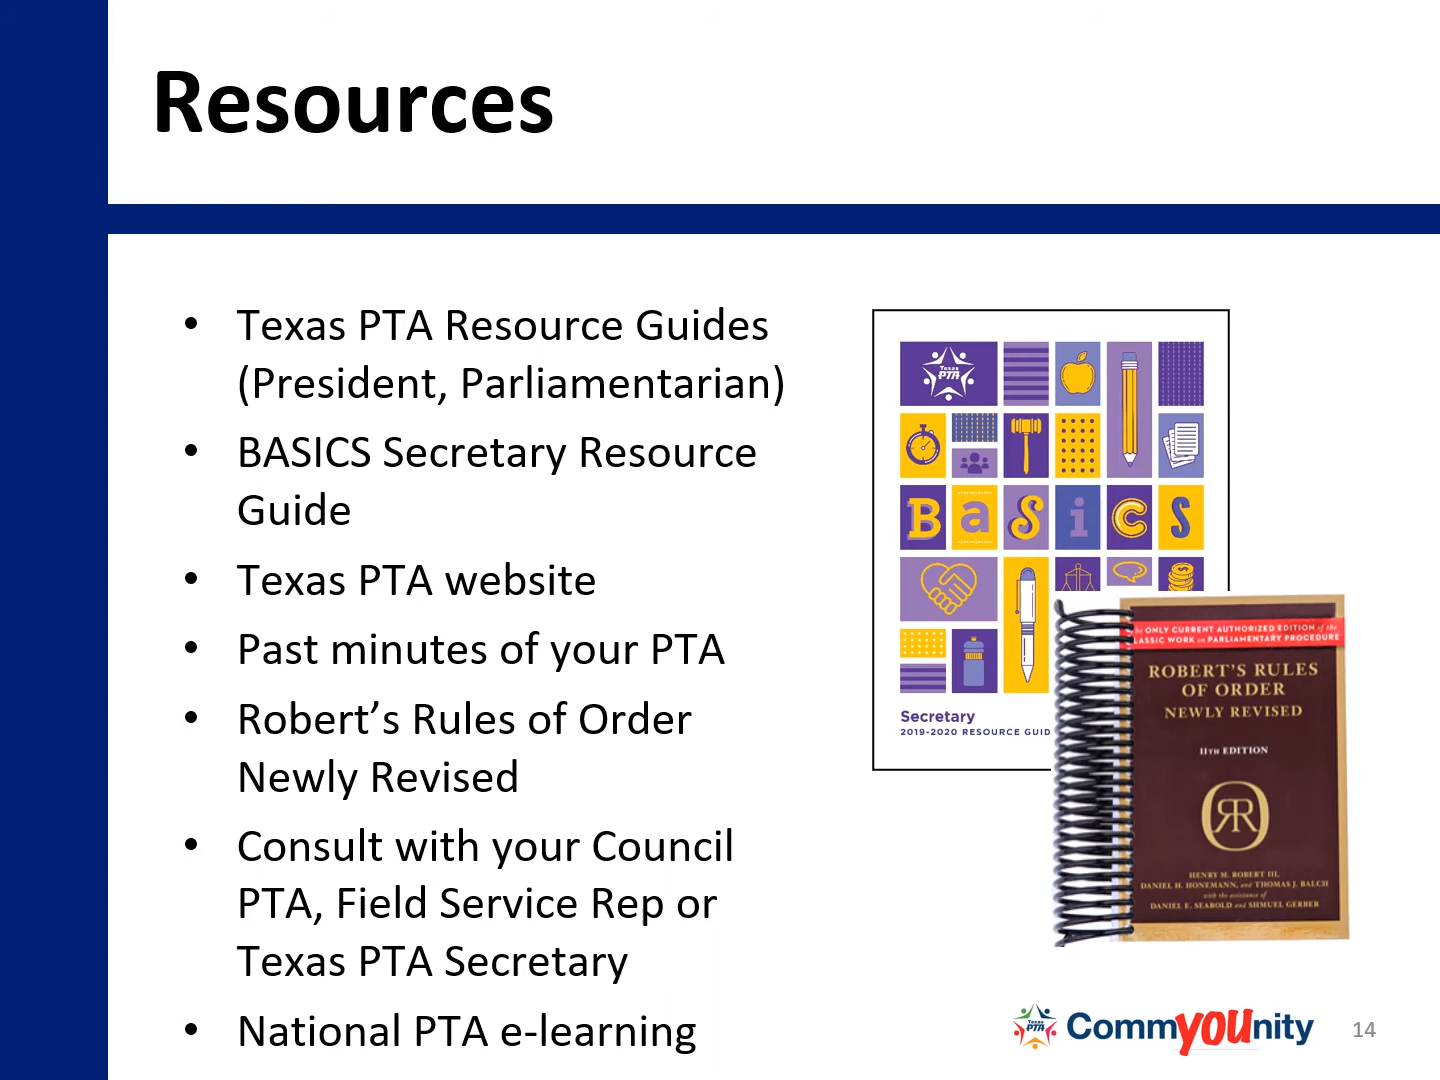 Resources
• Texas PTA Resource Guides
(President, Parliamentarian)
• BASICS Secretary Resource
Guide
• Texas PTA website
• Past minutes of your PTA
• Robert’s Rules of Order
Newly Revised
• Consult with your Council
PTA, Field Service Rep or
Texas PTA Secretary
• National PTA e-learning
Texas
PTA
BaSiCS
Secretary
2019-2020 RESOURCE GUID
ONLY CURRENT AUTHORIZED EDITION of the
LASSIC WORK on PARLIAMENTARY PROCEDURE
ROBERT’S RULES
OF ORDER
NEWLY REVISED
11TH EDITION
HENRY M. ROBERT III,
DANIEL H. HONEMANN, and THOMAS J. BALCH
with the assistance of
DANIEL E. SEABOLD and SHMUEL GERBER
Texas
PTA
CommYOUnity
14